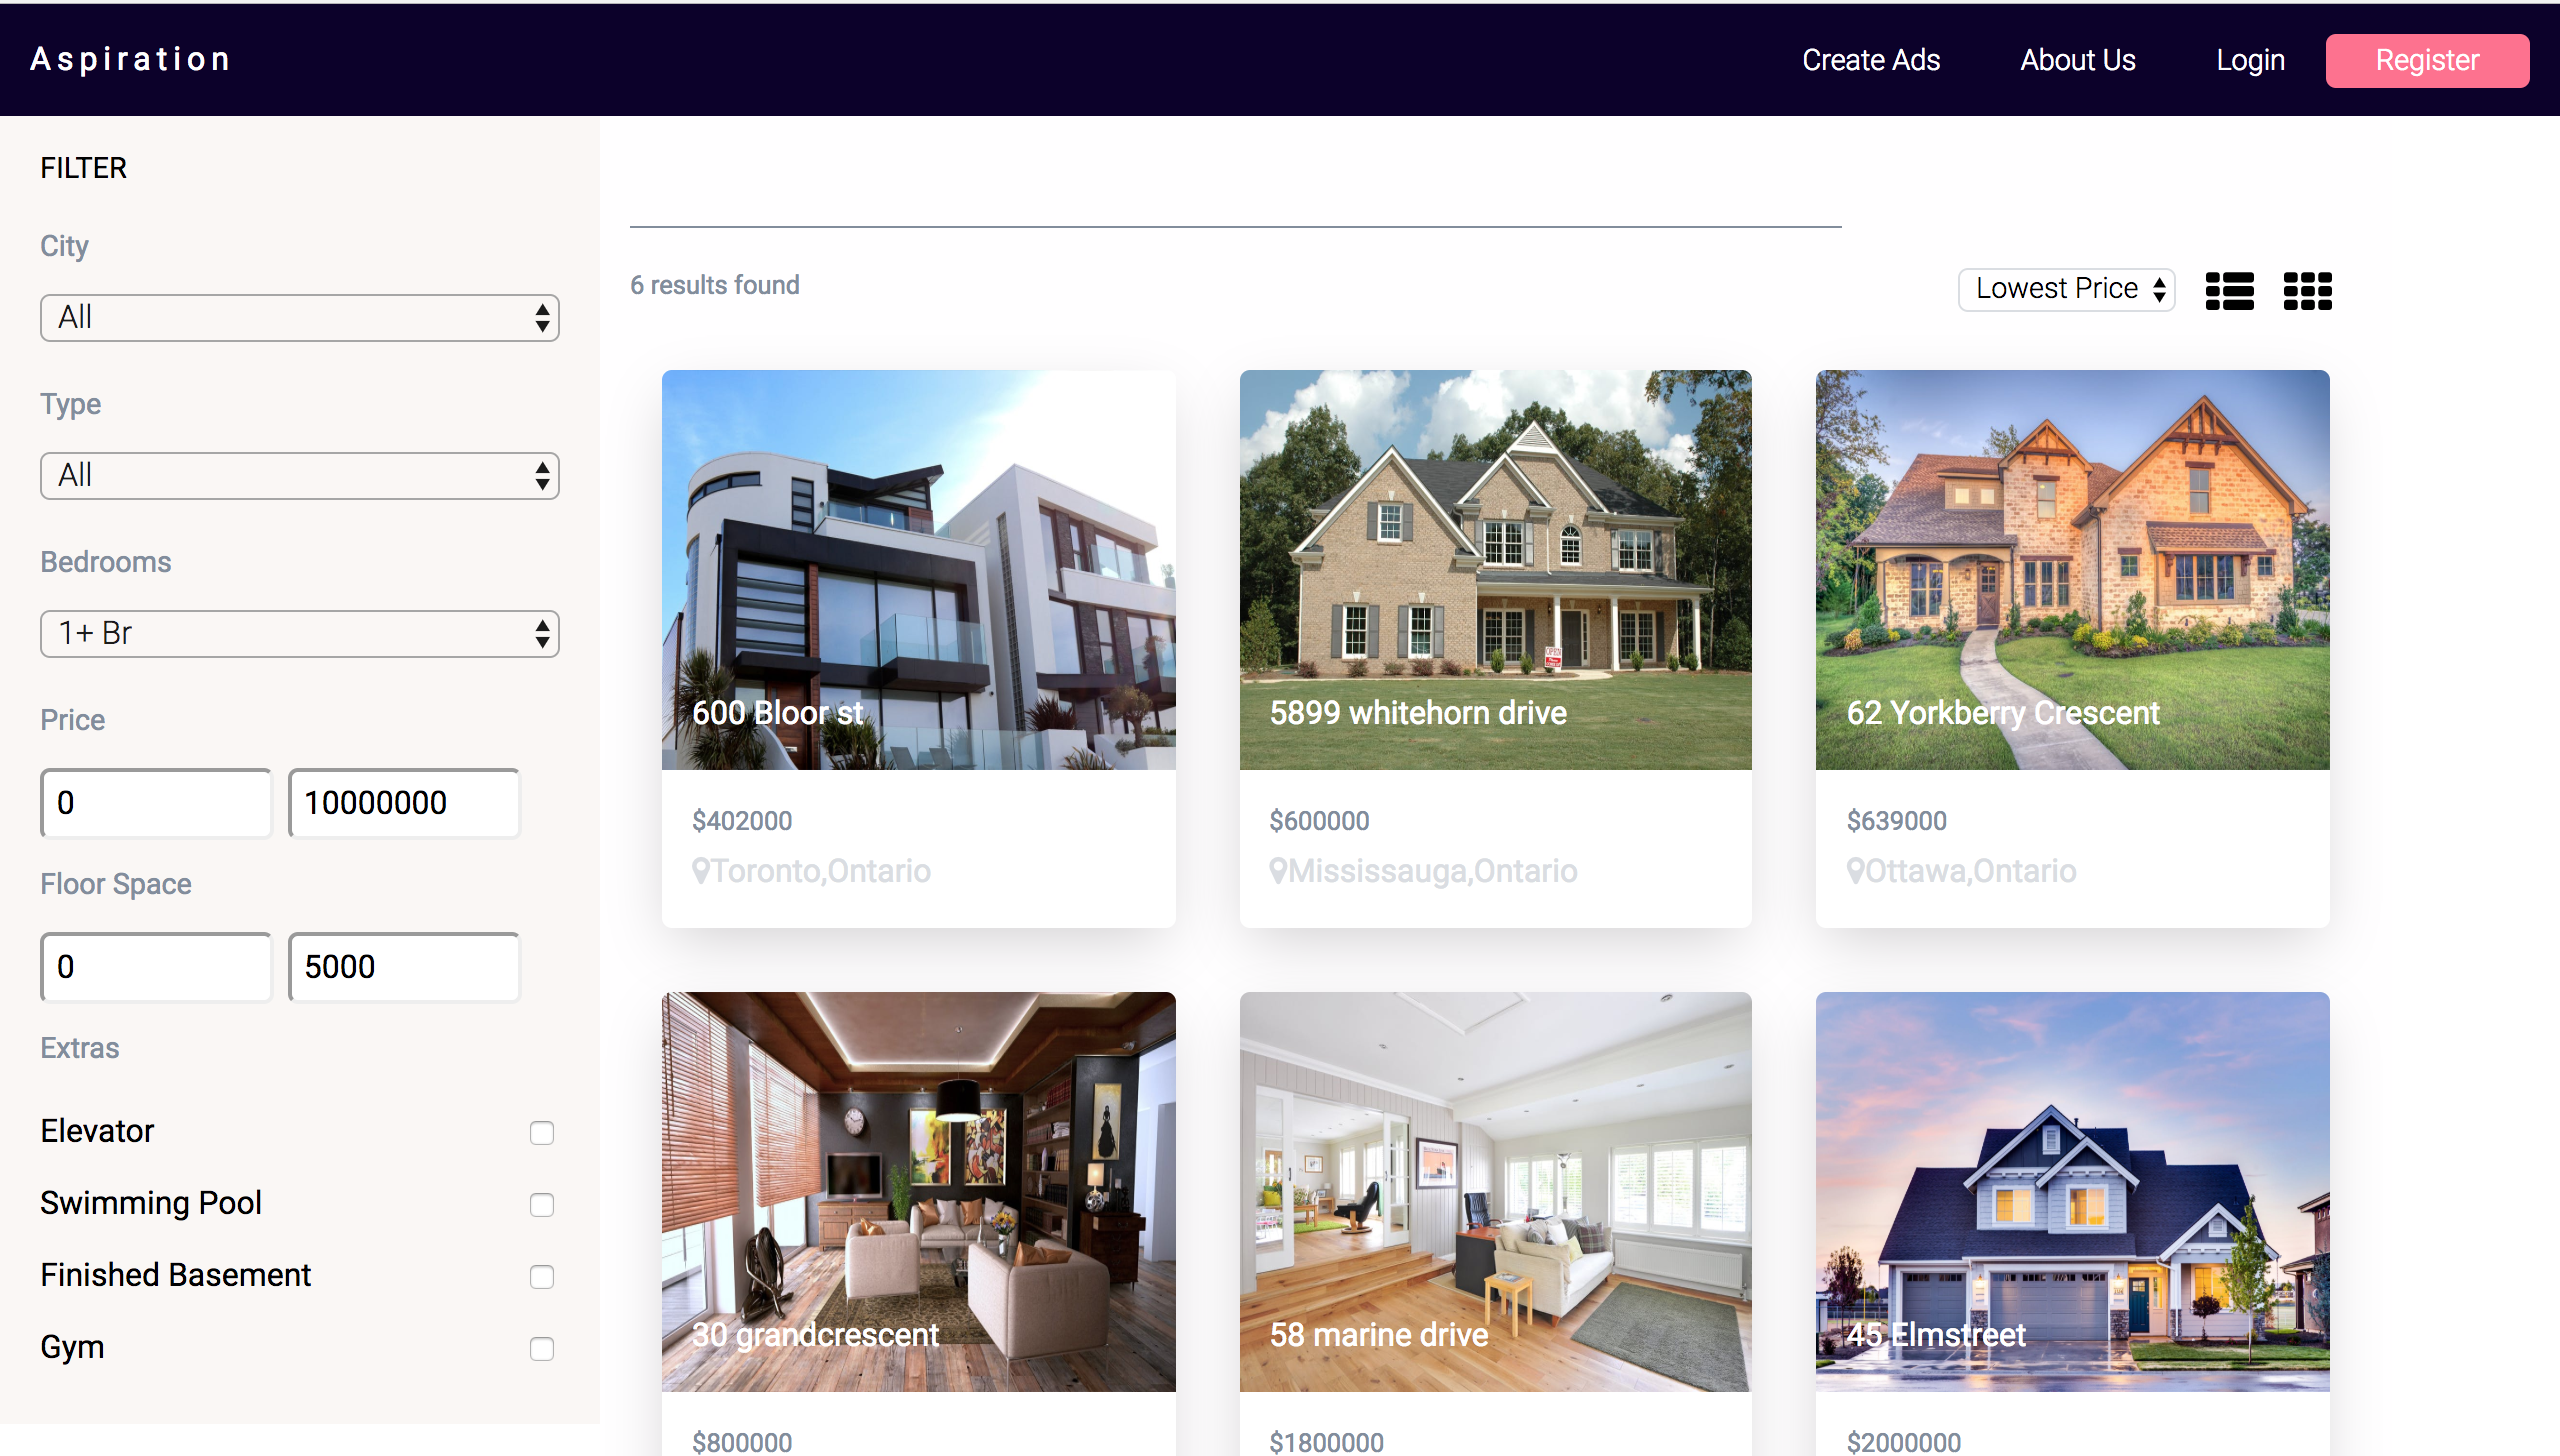 Aspiration
Create Ads
About Us
Login
Register
FILTER
City
All
Type
All
Bedrooms
1+ Br
Price
0
10000000
Floor Space
0
5000
Extras
Elevator
Swimming Pool
Finished Basement
Gym
6 results found
Lowest Price
600 Bloor st
$402000
Toronto,Ontario
5899 whitehorn drive
$600000
Mississauga,Ontario
62 Yorkberry Crescent
$639000
Ottawa,Ontario
30 grandcrescent
$800000
58 marine drive
$1800000
45 Elmstreet
$2000000